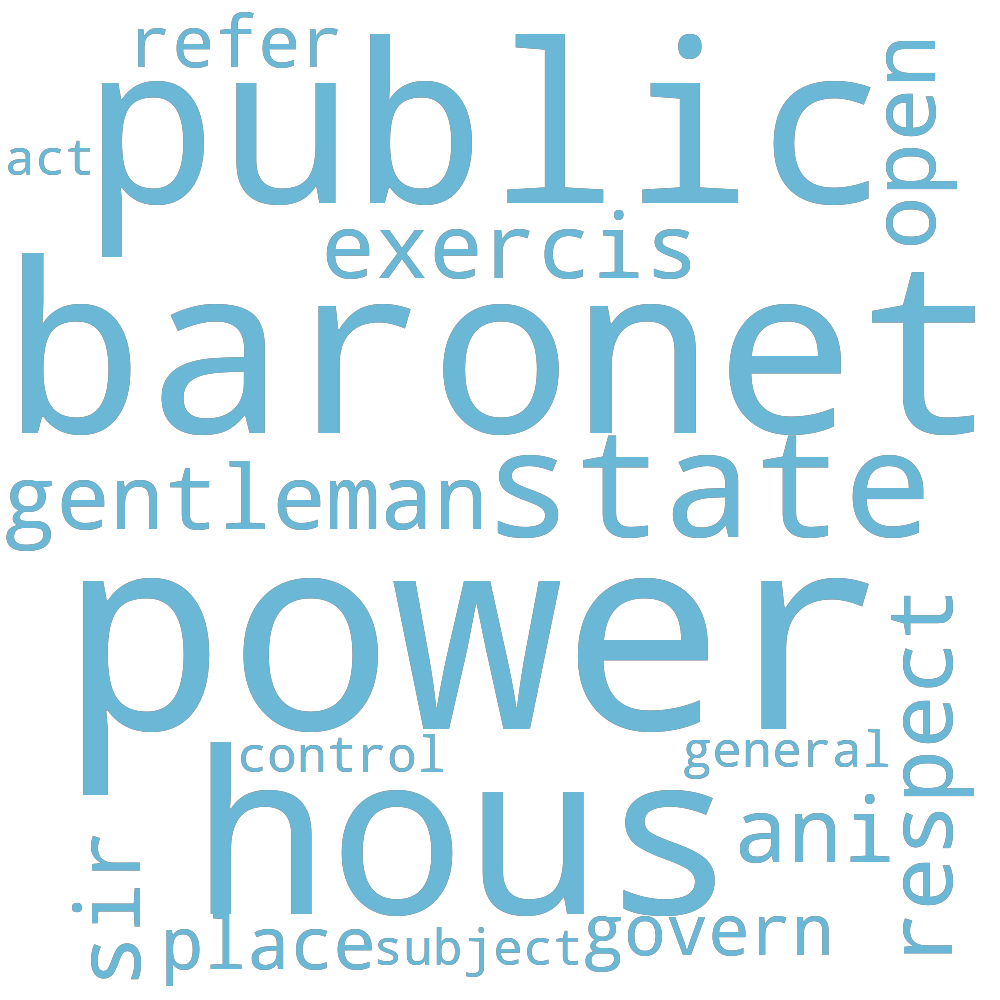 refer
public
open
act
exercis
baronet
gentleman
state
power
respect
control
general
hous
ani
sir
place
subject
govern